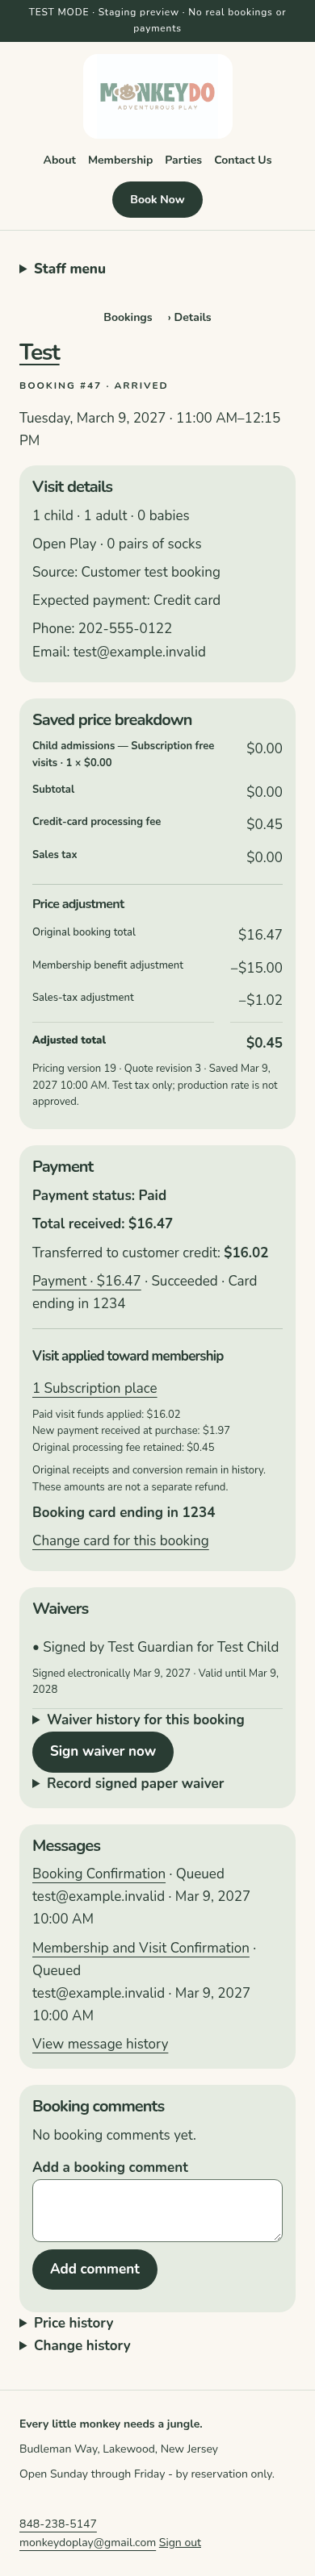 TEST MODE · Staging preview · No real bookings or
payments
MONKEYDO
ADVENTUROUS PLAY
About Membership Parties Contact Us
Book Now
Staff menu
Bookings › Details
Test
BOOKING #47 · ARRIVED
Tuesday, March 9, 2027 · 11:00 AM–12:15
PM
Visit details
1 child · 1 adult · 0 babies
Open Play · 0 pairs of socks
Source: Customer test booking
Expected payment: Credit card
Phone: 202-555-0122
Email: test@example.invalid
Saved price breakdown
Child admissions — Subscription free
visits · 1 × $0.00 $0.00
Subtotal $0.00
Credit-card processing fee $0.45
Sales tax $0.00
Price adjustment
Original booking total $16.47
Membership benefit adjustment –$15.00
Sales-tax adjustment –$1.02
Adjusted total $0.45
Pricing version 19 · Quote revision 3 · Saved Mar 9,
2027 10:00 AM. Test tax only; production rate is not
approved.
Payment
Payment status: Paid
Total received: $16.47
Transferred to customer credit: $16.02
Payment · $16.47 · Succeeded · Card
ending in 1234
Visit applied toward membership
1 Subscription place
Paid visit funds applied: $16.02
New payment received at purchase: $1.97
Original processing fee retained: $0.45
Original receipts and conversion remain in history.
These amounts are not a separate refund.
Booking card ending in 1234
Change card for this booking
Waivers
• Signed by Test Guardian for Test Child
Signed electronically Mar 9, 2027 · Valid until Mar 9,
2028
Waiver history for this booking
Sign waiver now
Record signed paper waiver
Messages
Booking Confirmation · Queued
test@example.invalid · Mar 9, 2027
10:00 AM
Membership and Visit Confirmation ·
Queued
test@example.invalid · Mar 9, 2027
10:00 AM
View message history
Booking comments
No booking comments yet.
Add a booking comment
Add comment
Price history
Change history
Every little monkey needs a jungle.
Budleman Way, Lakewood, New Jersey
Open Sunday through Friday - by reservation only.
848-238-5147
monkeydoplay@gmail.com Sign out